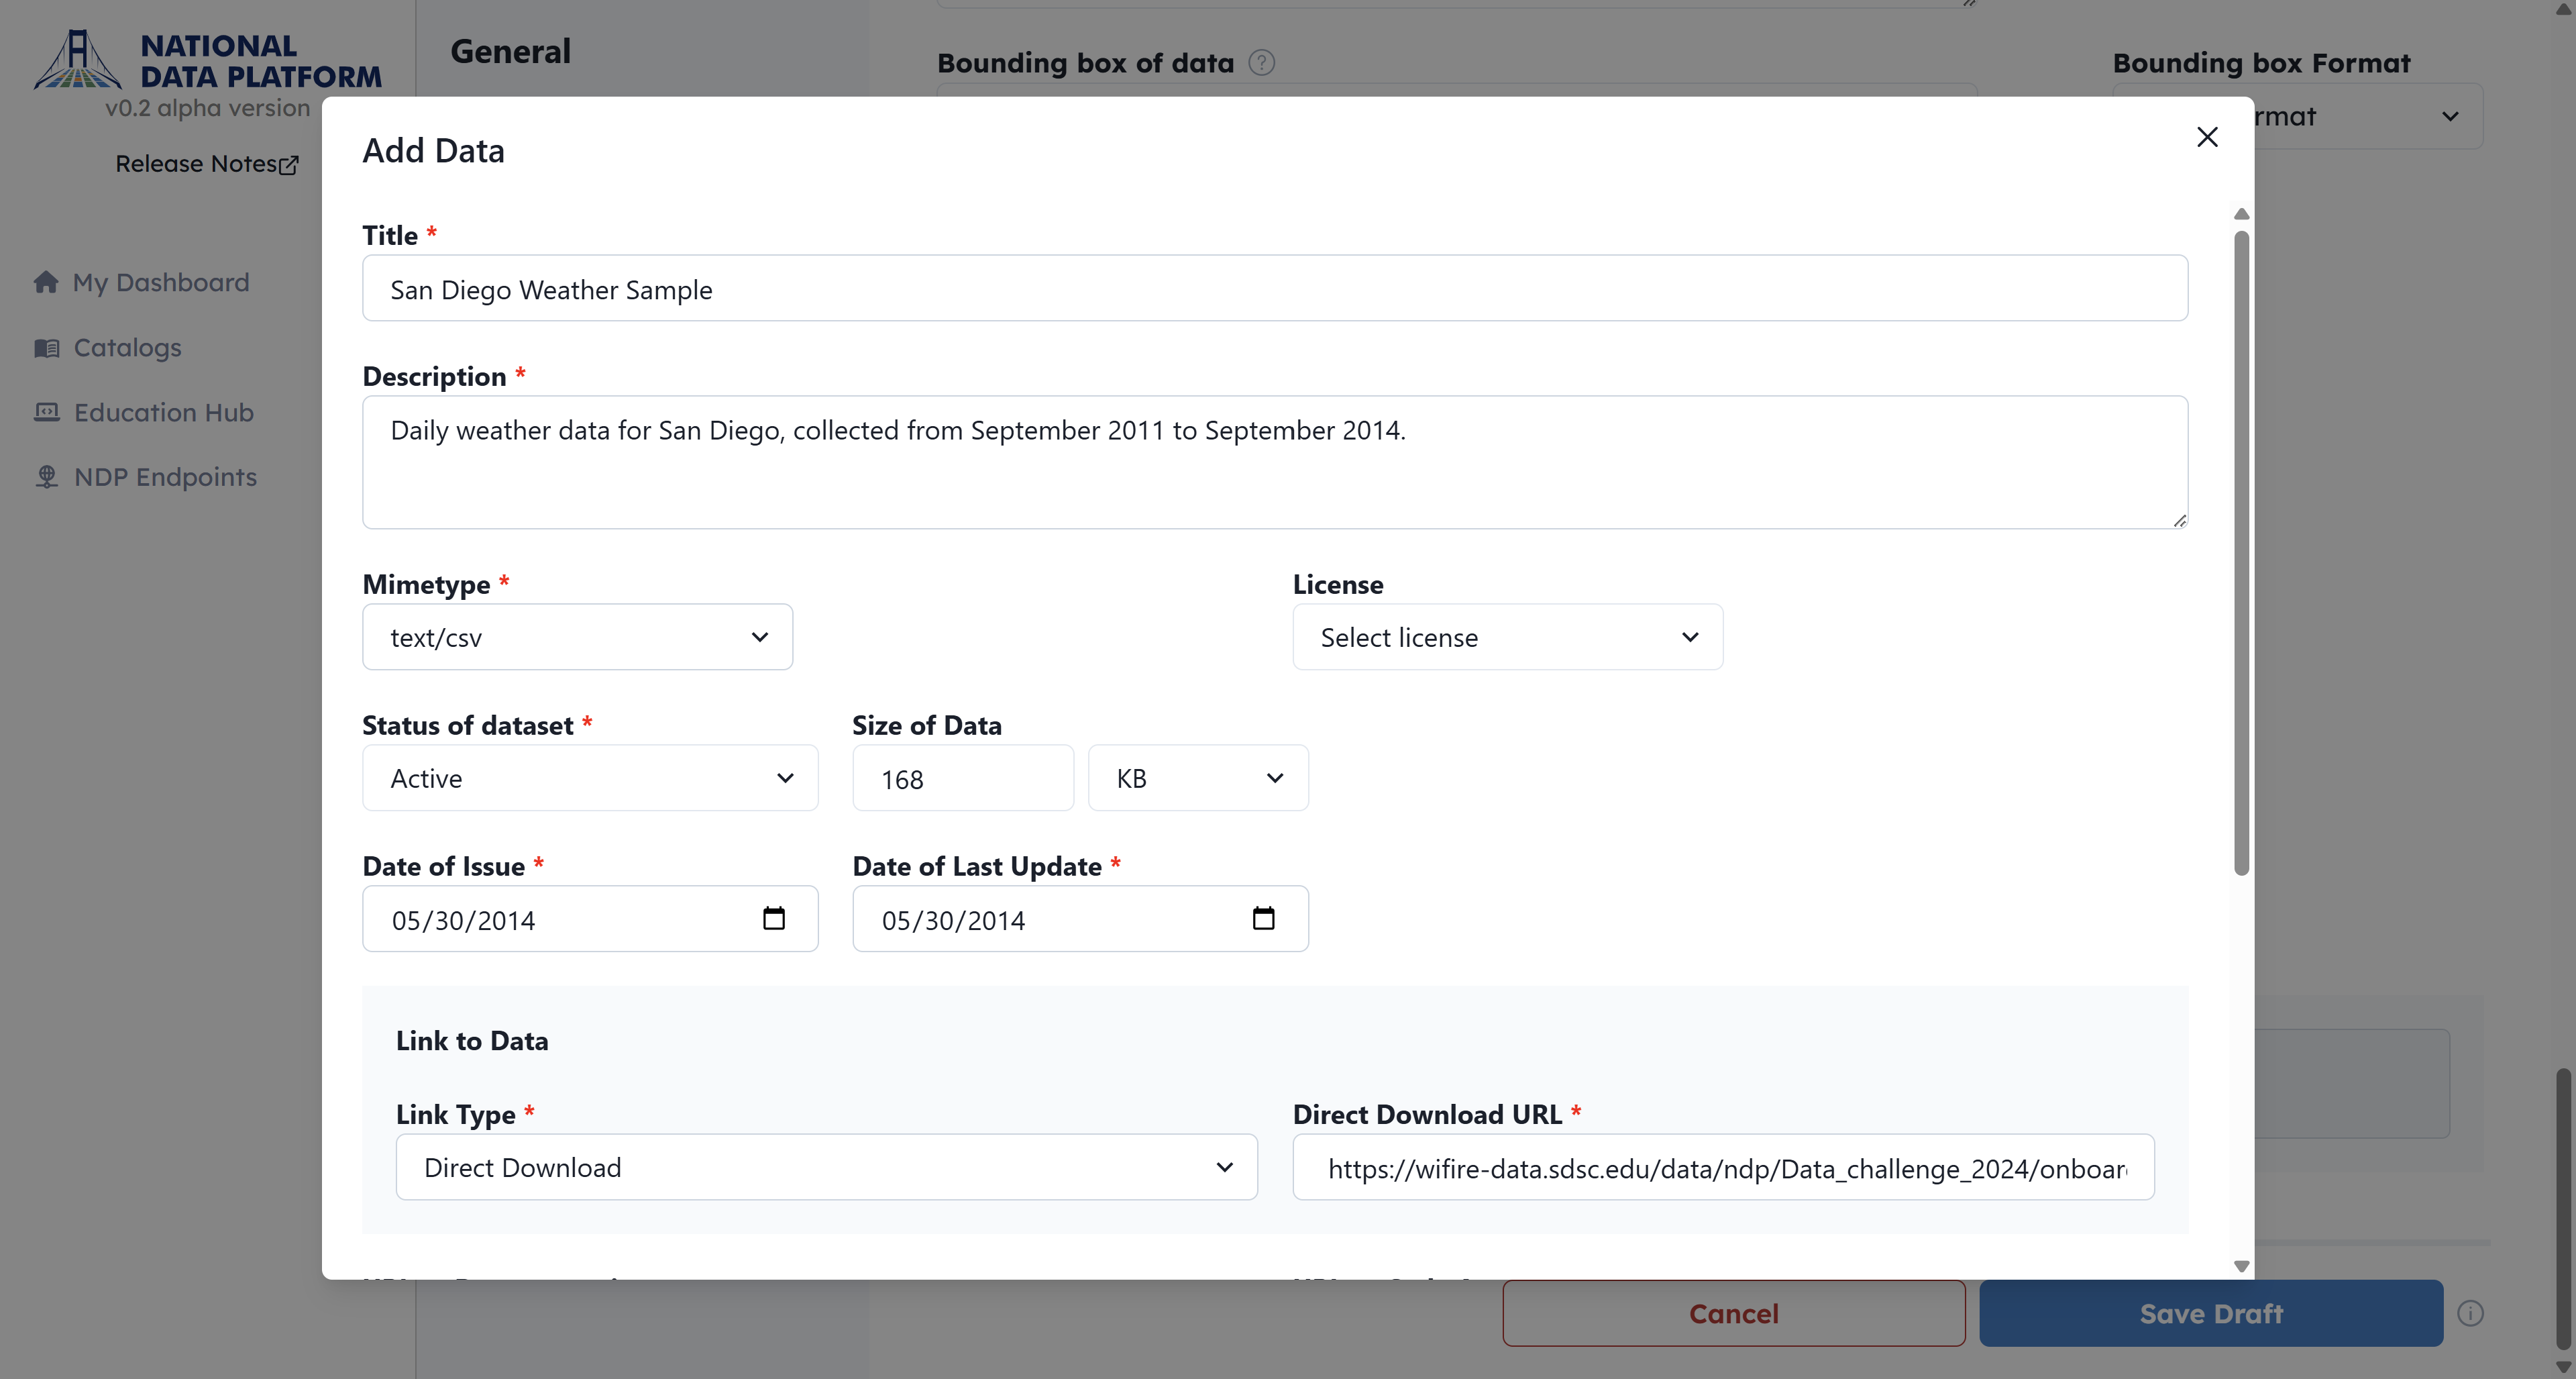 NATIONAL
DATA PLATFORM
v0.2 alpha version
Release Notes
My Dashboard
Catalogs
Education Hub
NDP Endpoints
General
Bounding box of data ?
Bounding box Format
rmat
Add Data
Title *
San Diego Weather Sample
Description *
Daily weather data for San Diego, collected from September 2011 to September 2014.
Mimetype *
License
text/csv
Select license
Status of dataset *
Size of Data
Active
168
KB
Date of Issue *
Date of Last Update *
05/30/2014
05/30/2014
Link to Data
Link Type *
Direct Download URL *
Direct Download
https://wifire-data.sdsc.edu/data/ndp/Data_challenge_2024/onboar
Cancel
Save Draft